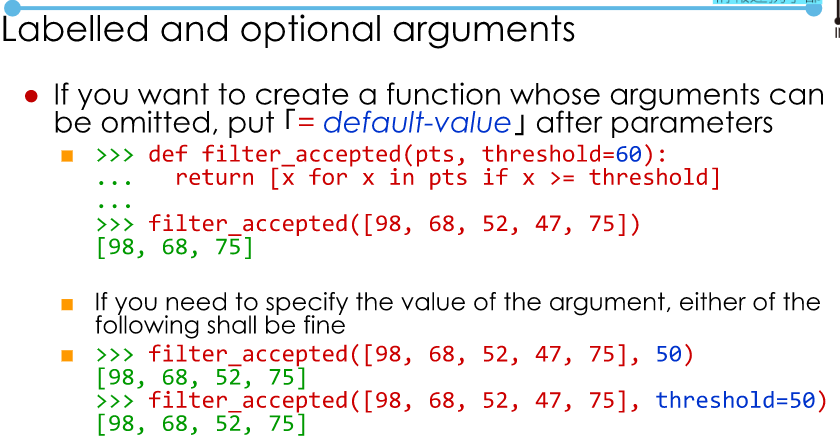 Labelled and optional arguments
If you want to create a function whose arguments can
be omitted, put「= default-value」after parameters
>>> def filter_accepted(pts, threshold=60):
...   return [x for x in pts if x >= threshold]
...
>>> filter_accepted([98, 68, 52, 47, 75])
[98, 68, 75]
If you need to specify the value of the argument, either of the
following shall be fine
>>> filter_accepted([98, 68, 52, 47, 75], 50)
[98, 68, 52, 75]
>>> filter_accepted([98, 68, 52, 47, 75], threshold=50)
[98, 68, 52, 75]